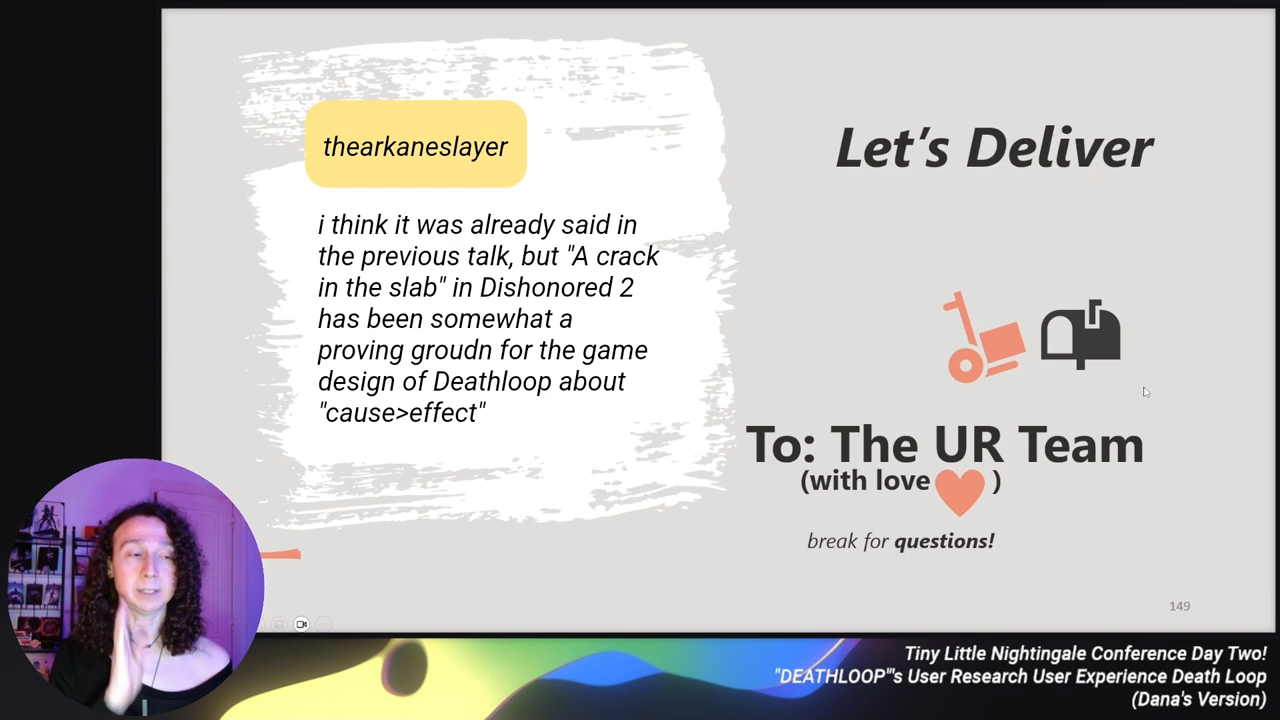 thearkaneslayer
i think it was already said in
the previous talk, but "A crack
in the slab" in Dishonored 2
has been somewhat a
proving groudn for the game
design of Deathloop about
"cause>effect"
Let's Deliver
To: The UR Team
(with love )
break for questions!
149
Tiny Little Nightingale Conference Day Two!
"DEATHLOOP"'s User Research User Experience Death Loop
(Dana's Version)